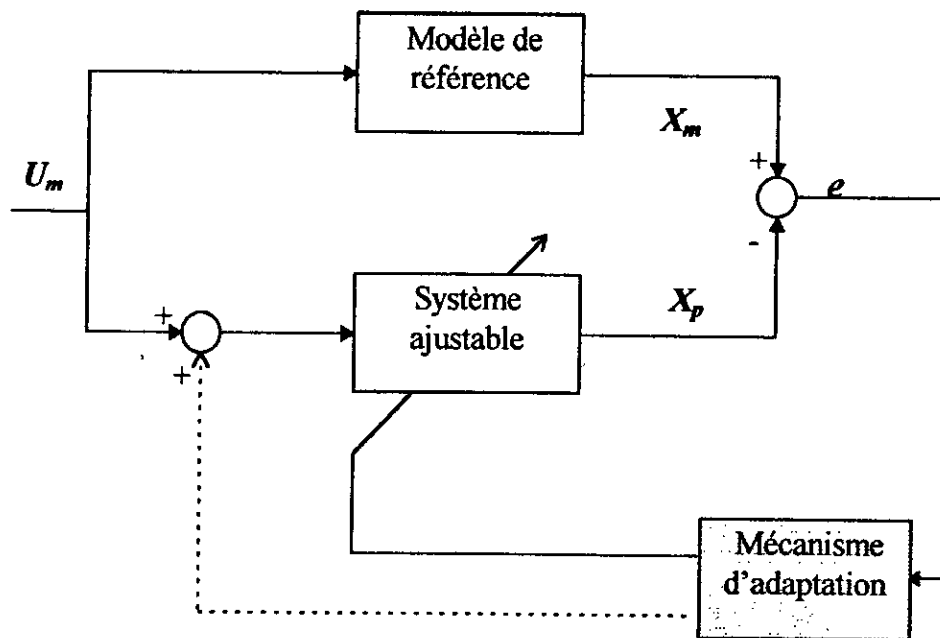 Modèle de
référence
X_m
+
U_m
e
-
Système
ajustable
X_p
+
+
Mécanisme
d'adaptation